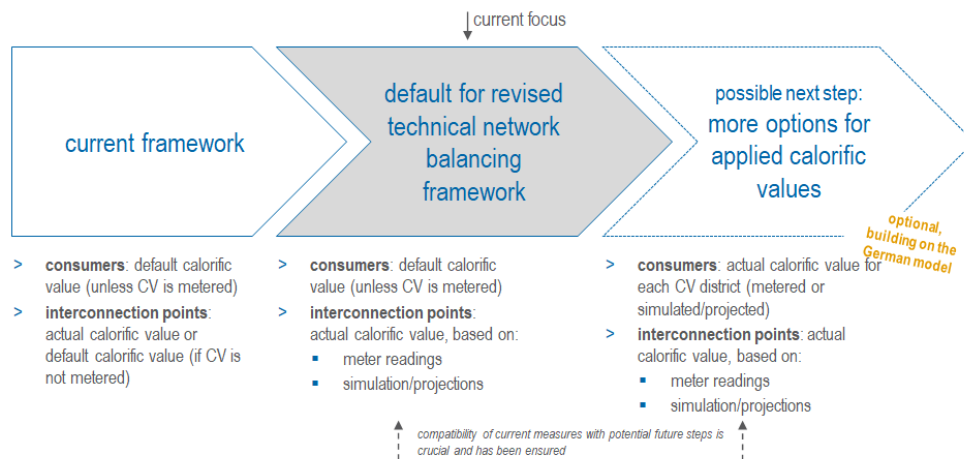 current focus
current framework
default for revised
technical network
balancing
framework
possible next step:
more options for
applied calorific
values
optional,
building on the
German model
> consumers: default calorific
value (unless CV is metered)
> interconnection points:
actual calorific value or
default calorific value (if CV is
not metered)
> consumers: default calorific
value (unless CV is metered)
> interconnection points:
actual calorific value, based on:
▪ meter readings
▪ simulation/projections
> consumers: actual calorific value for
each CV district (metered or
simulated/projected)
> interconnection points: actual
calorific value, based on:
▪ meter readings
▪ simulation/projections
compatibility of current measures with potential future steps is
crucial and has been ensured